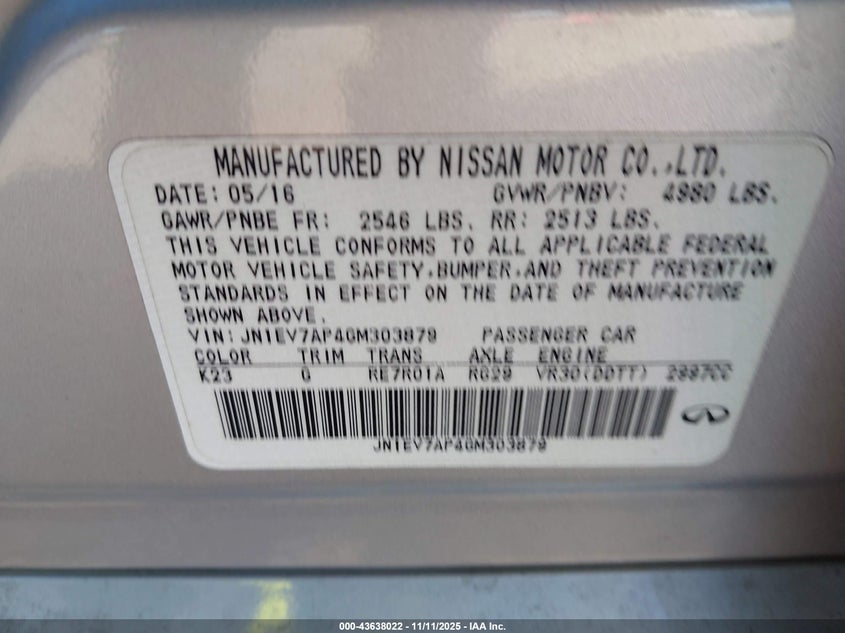 MANUFACTURED BY NISSAN MOTOR CO.,LTD.
DATE: 05/16 GVWR/PNBV: 4980 LBS.
GAWR/PNBE FR: 2546 LBS. RR: 2513 LBS.
THIS VEHICLE CONFORMS TO ALL APPLICABLE FEDERAL
MOTOR VEHICLE SAFETY,BUMPER,AND THEFT PREVENTION
STANDARDS IN EFFECT ON THE DATE OF MANUFACTURE
SHOWN ABOVE.
VIN: JN1EV7AP4GM303879 PASSENGER CAR
COLOR TRIM TRANS AXLE ENGINE
K23 G RE7R01A RG29 VR30(DDTT) 2997CC
JN1EV7AP4GM303879
000-43638022 - 11/11/2025 - IAA Inc.